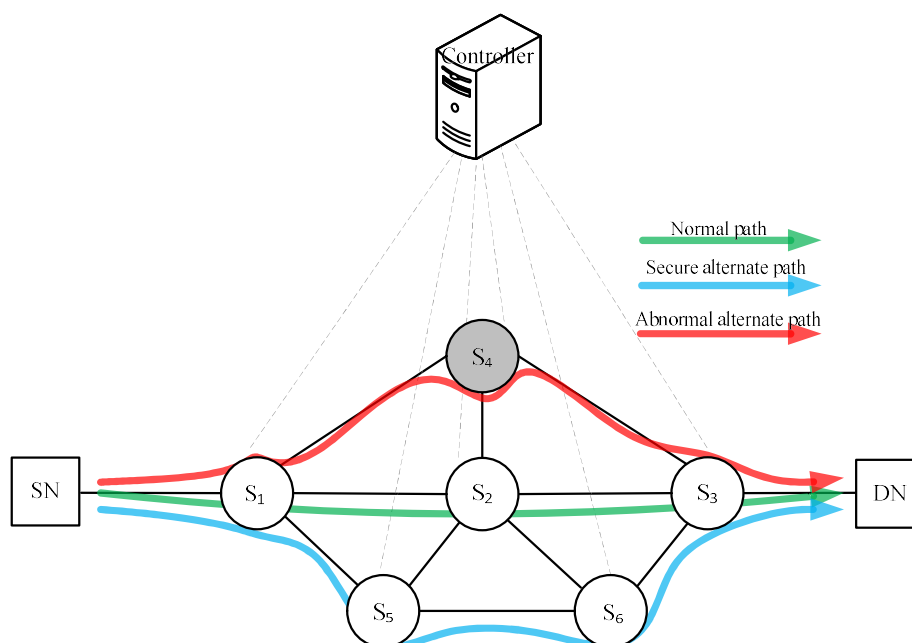 Controller
Normal path
Secure alternate path
Abnormal alternate path
S4
SN
S1
S2
S3
DN
S5
S6